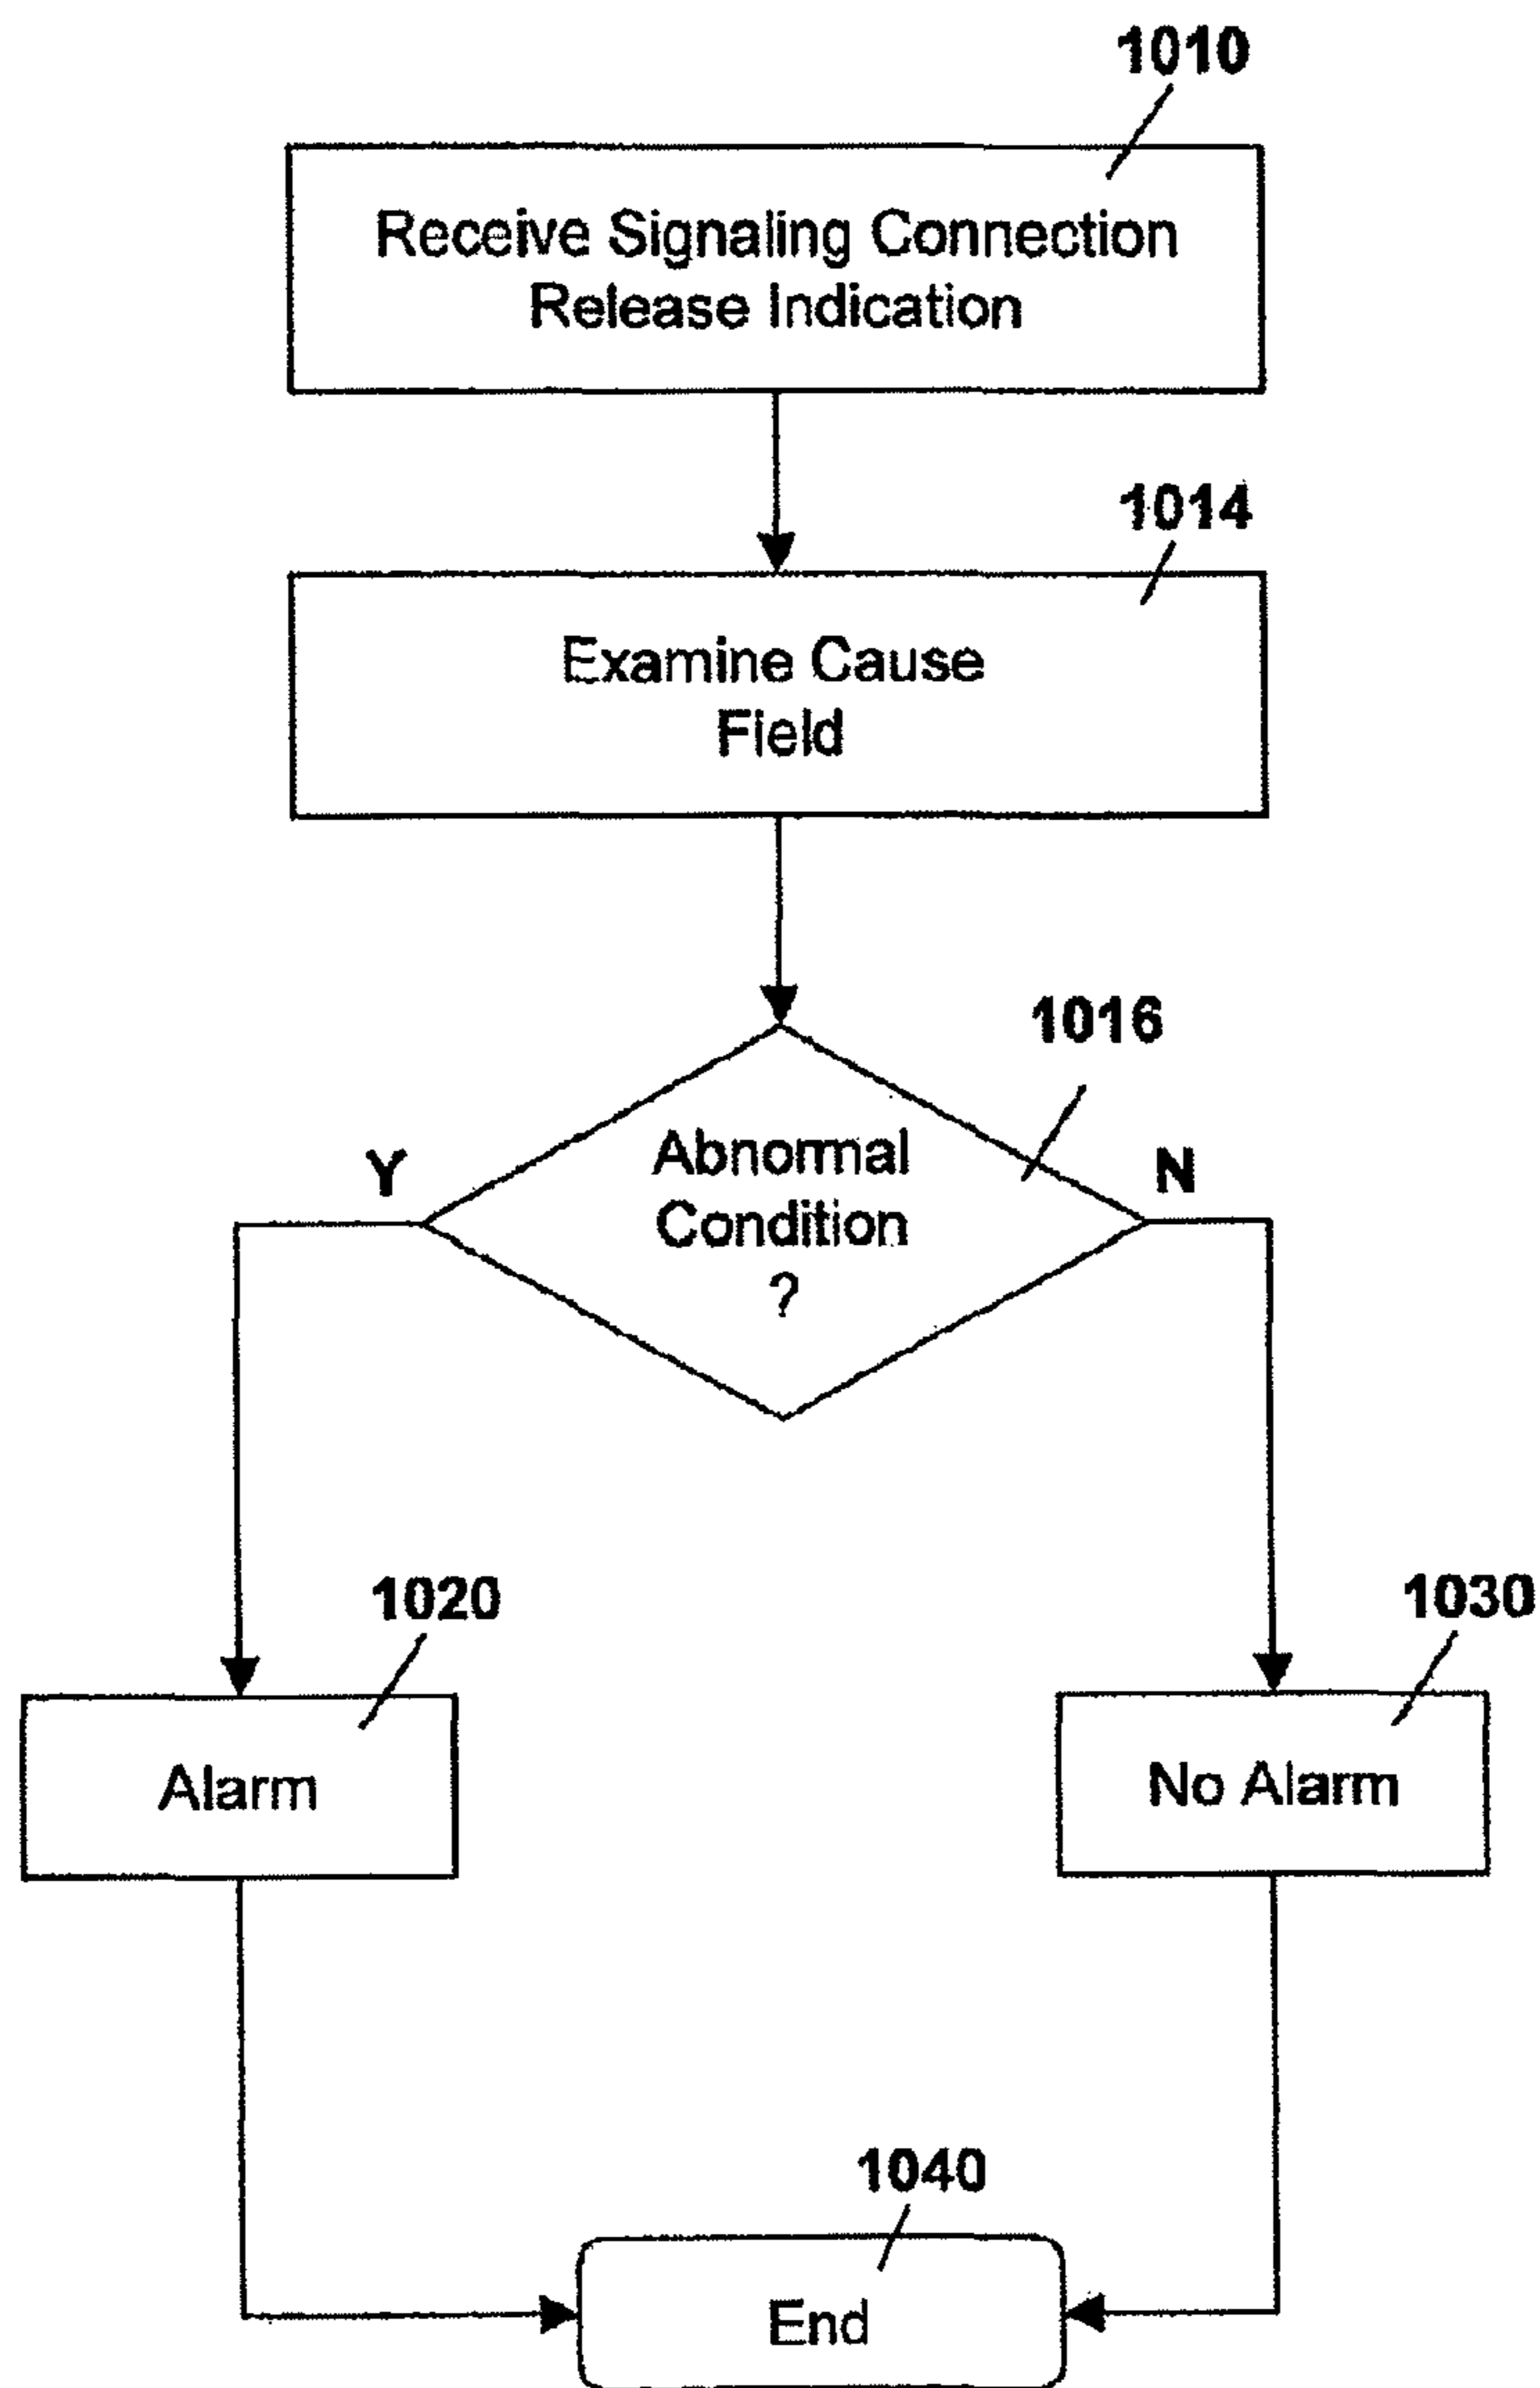 1010
Receive Signaling Connection
Release Indication
1014
Examine Cause
Field
1016
Y
Abnormal
Condition
?
N
1020
1030
Alarm
No Alarm
1040
End